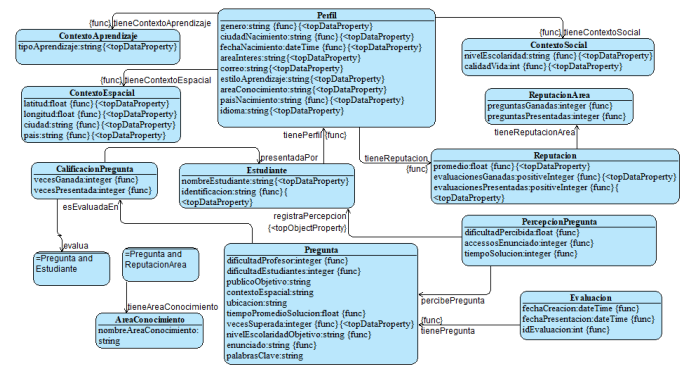 Perfil
genero:string {func}{<topDataProperty}
ciudadNacimiento:string {func} {<topDataProperty}
fechaNacimiento:dateTime {func} {<topDataProperty}
areaInteres:string {func}{<topDataProperty}
correo:string {func} {<topDataProperty}
estiloAprendizaje:string {func} {<topDataProperty}
areaConocimiento:string {func} {<topDataProperty}
paisNacimiento:string {func} {<topDataProperty}
idioma:string {<topDataProperty}
{func} tieneContextoAprendizaje
ContextoAprendizaje
tipoAprendizaje:string{<topDataProperty}
{func} tieneContextoSocial
ContextoSocial
nivelEscolaridad:string {func} {<topDataProperty}
calidadVida:int {func} {<topDataProperty}
{func} tieneContextoEspacial
ContextoEspacial
latitud:float {func} {<topDataProperty}
longitud:float {func} {<topDataProperty}
ciudad:string {func} {<topDataProperty}
pais:string {func} {<topDataProperty}
ReputacionArea
preguntasGanadas:integer {func}
preguntasPresentadas:integer {func}
tieneReputacionArea
tienePerfil {func}
presentadaPor
tieneReputacion
{func}
Reputacion
promedio:float {func} {<topDataProperty}
evaluacionesGanadas:positiveInteger {func}{<topDataProperty}
evaluacionesPresentadas:positiveInteger {func}{
<topDataProperty}
CalificacionPregunta
vecesGanada:integer {func}
vecesPresentada:integer {func}
Estudiante
nombreEstudiante:string{<topDataProperty}
identificacion:string {func}{
<topDataProperty}
esEvaluadaEn
registraPercepcion
{<topObjectProperty}
PercepcionPregunta
dificultadPercibida:float {func}
accessosEnunciado:integer {func}
tiempoSolucion:integer {func}
evalua
=Pregunta and
Estudiante
=Pregunta and
ReputacionArea
Pregunta
dificultadProfesor:integer {func}
dificultadEstudiantes:integer {func}
publicoObjetivo:string
contextoEspacial:string
ubicacion:string
tiempoPromedioSolucion:float {func}
vecesSuperada:integer {func}{<topDataProperty}
nivelEscolaridadObjetivo:string {func}
enunciado:string {func}
palabrasClave:string
percibePregunta
tieneAreaConocimiento
AreaConocimiento
nombreAreaConocimiento:
string
{func}
tienePregunta
Evaluacion
fechaCreacion:dateTime {func}
fechaPresentacion:dateTime {func}
idEvaluacion:int {func}